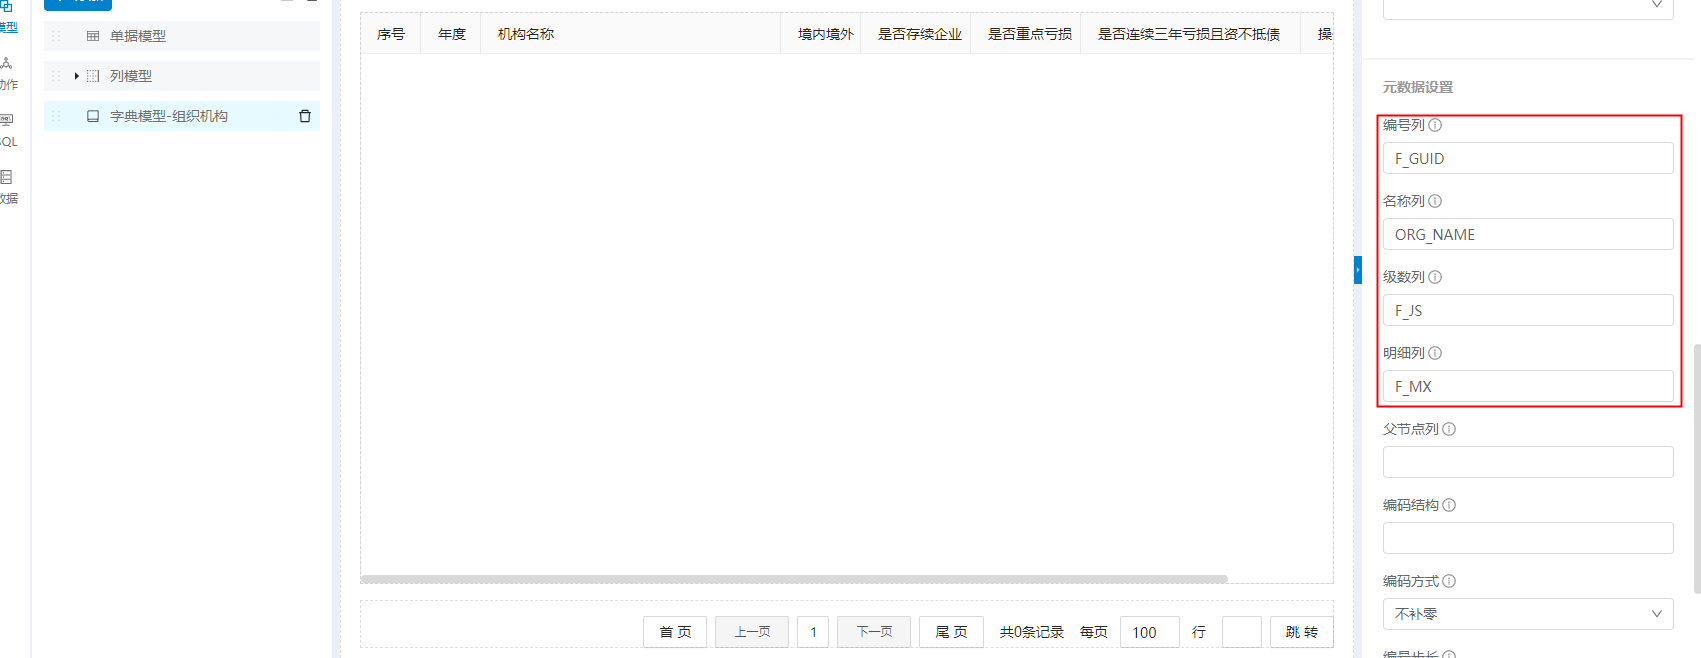 模型
协作
SQL
数据
单据模型
列模型
字典模型-组织机构
序号 年度 机构名称 境内境外 是否存续企业 是否重点亏损 是否连续三年亏损且资不抵债 操
首 页 上一页 1 下一页 尾 页 共0条记录 每页 100 行 跳 转
元数据设置
编号列
F_GUID
名称列
ORG_NAME
级数列
F_JS
明细列
F_MX
父节点列
编码结构
编码方式
不补零
编号步长